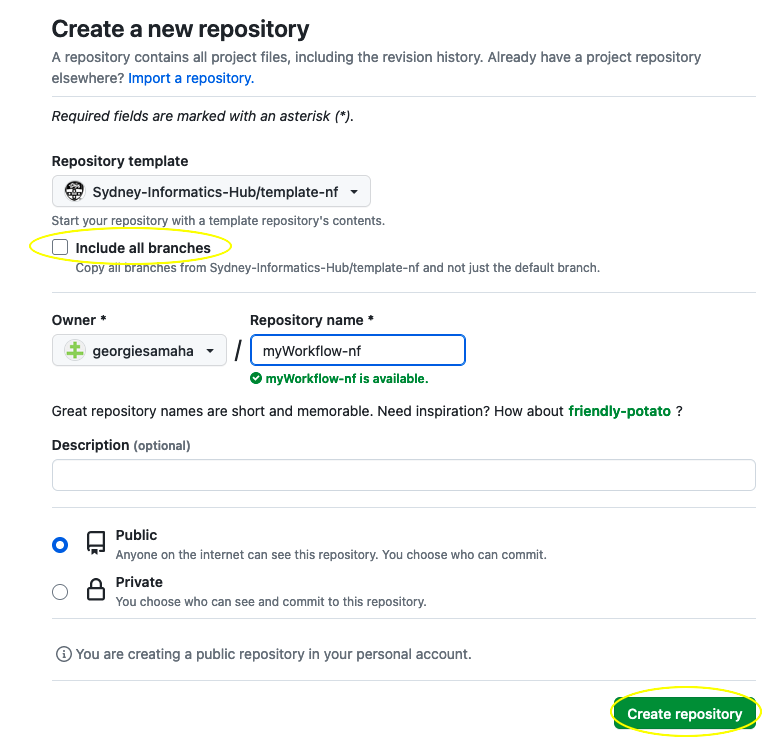 Create a new repository
A repository contains all project files, including the revision history. Already have a project repository
elsewhere? Import a repository.
Required fields are marked with an asterisk (*).
Repository template
Sydney-Informatics-Hub/template-nf
Start your repository with a template repository's contents.
Include all branches
Copy all branches from Sydney-Informatics-Hub/template-nf and not just the default branch.
Owner * Repository name *
georgiesamaha / myWorkflow-nf
myWorkflow-nf is available.
Great repository names are short and memorable. Need inspiration? How about friendly-potato ?
Description (optional)
Public
Anyone on the internet can see this repository. You choose who can commit.
Private
You choose who can see and commit to this repository.
You are creating a public repository in your personal account.
Create repository